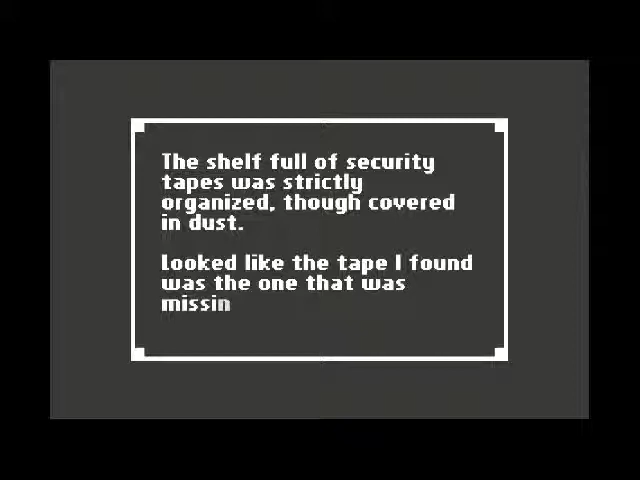 The shelf full of security
tapes was strictly
organized, though covered
in dust.
Looked like the tape I found
was the one that was
missin